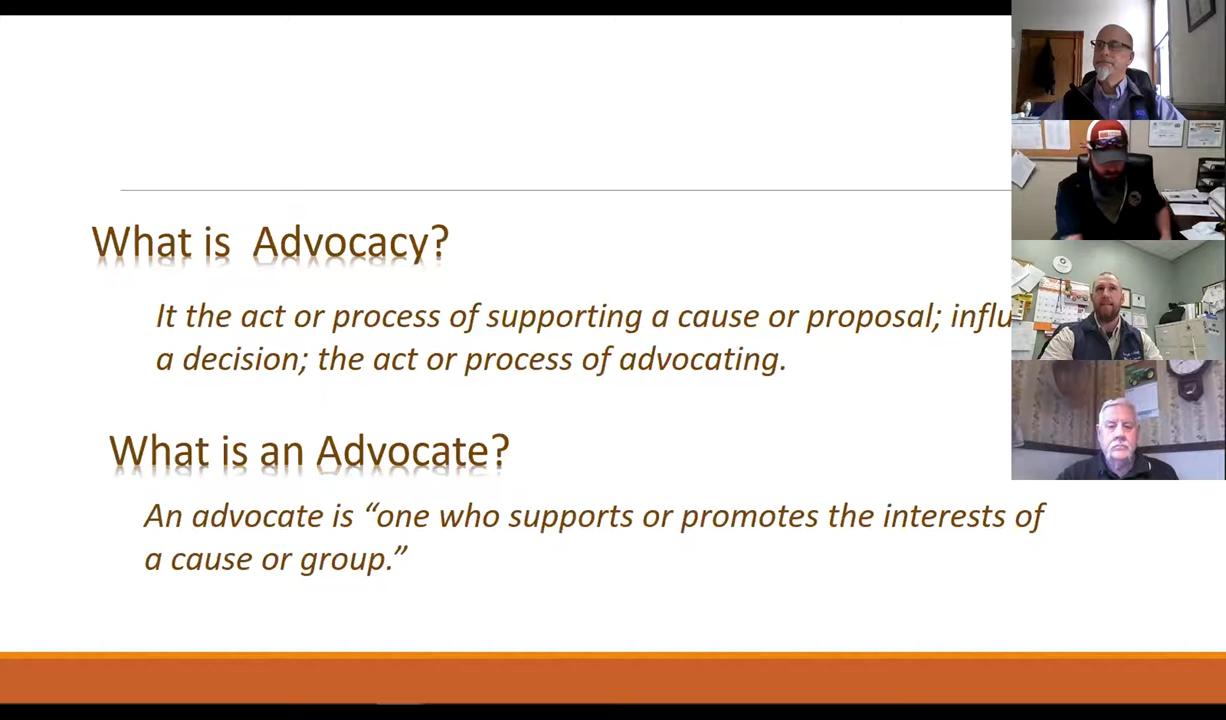 What is  Advocacy?
It the act or process of supporting a cause or proposal;
a decision; the act or process of advocating.
What is an Advocate?
An advocate is “one who supports or promotes the interests of
a cause or group.”